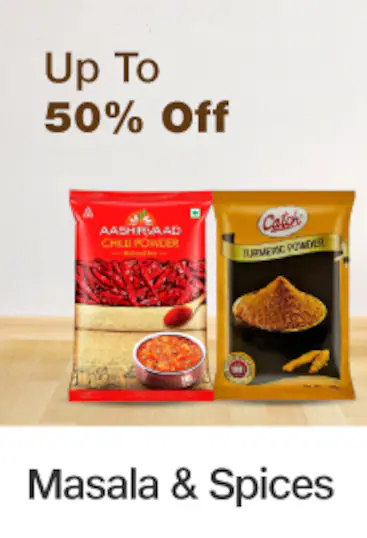 Up To
50% Off
AASHIRVAAD
CHILLI POWDER
Catch
TURMERIC POWDER
Masala & Spices